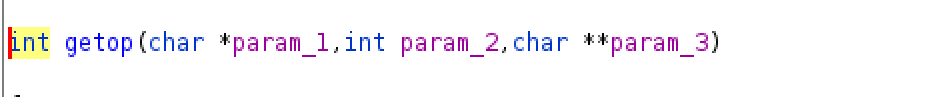 int getop(char *param_1,int param_2,char **param_3)